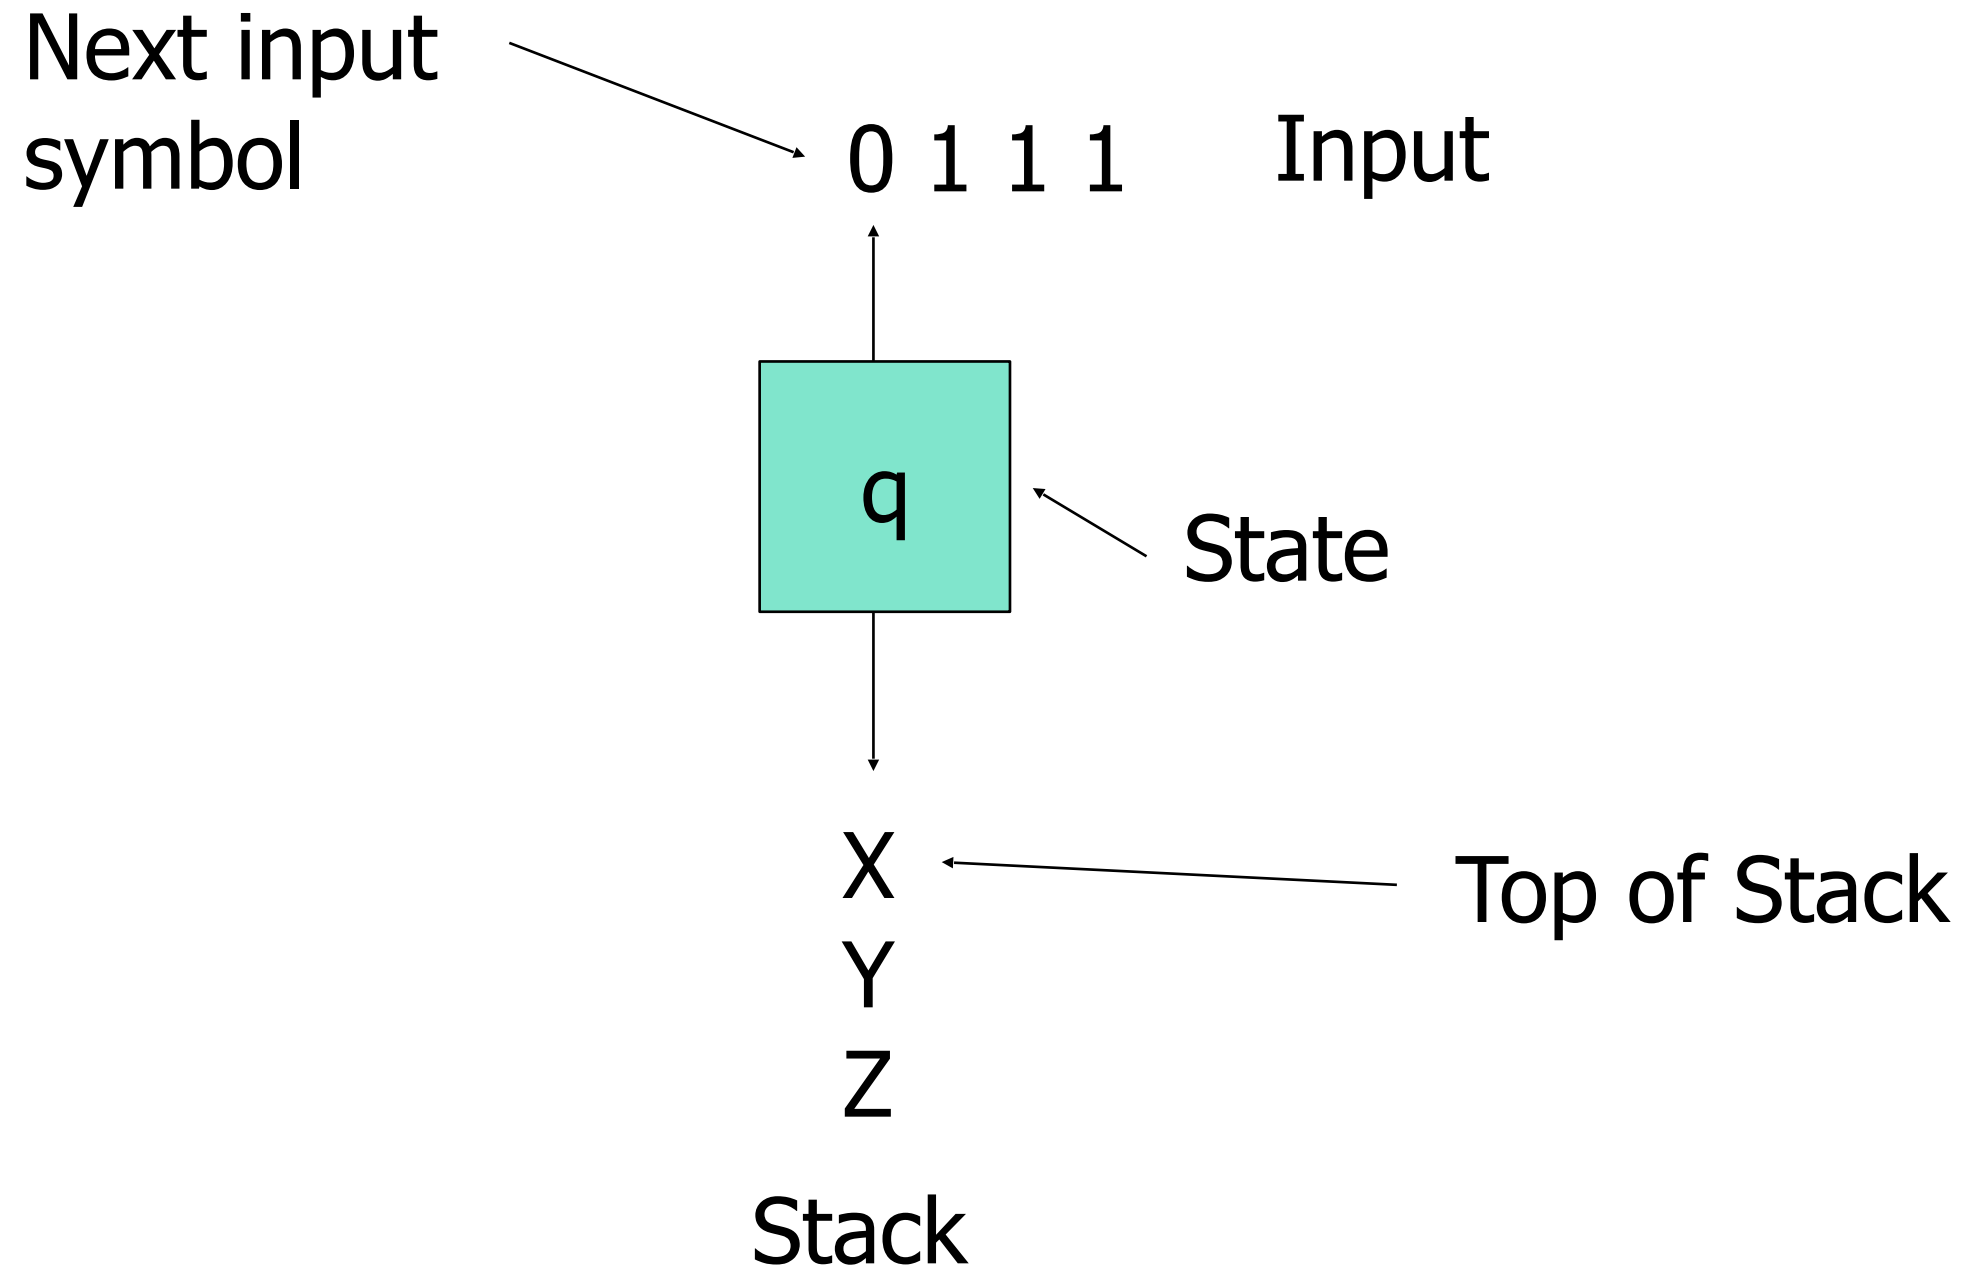 Next input
symbol
0 1 1 1
Input
q
State
X
Top of Stack
Y
Z
Stack